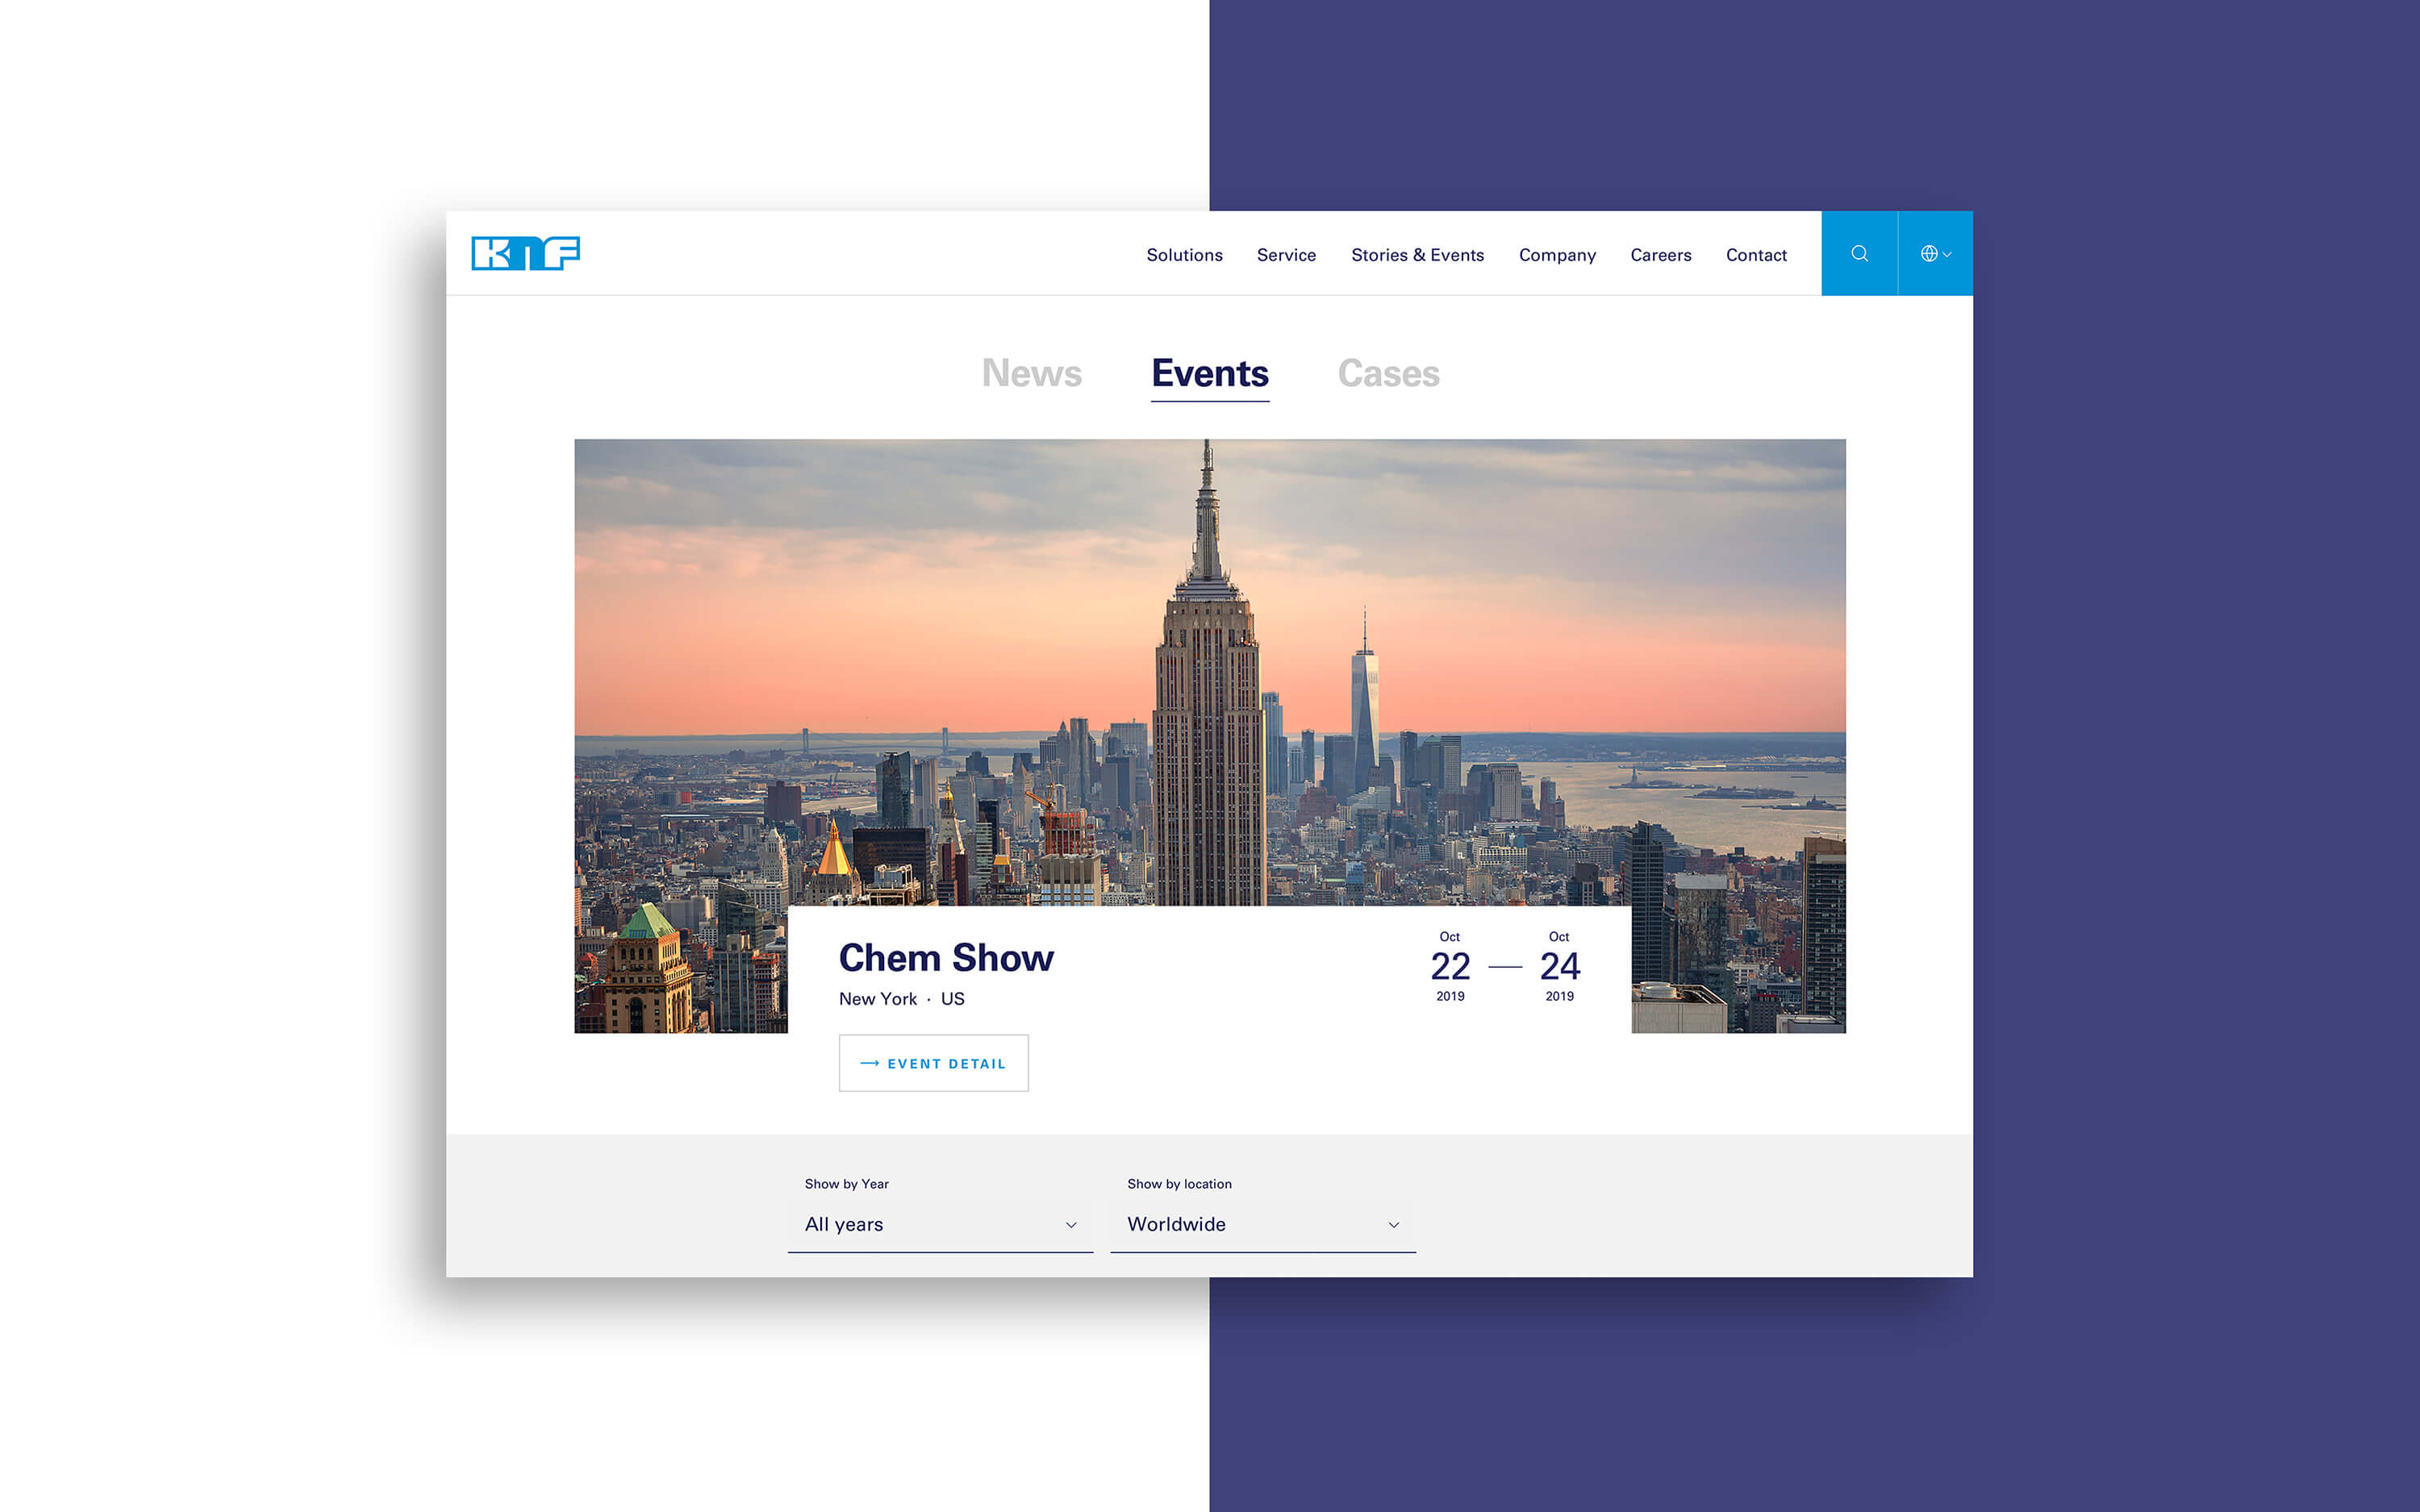 KNF
Solutions Service Stories & Events Company Careers Contact
News Events Cases
Chem Show
New York · US
Oct Oct
22 — 24
2019 2019
→ EVENT DETAIL
Show by Year Show by location
All years Worldwide